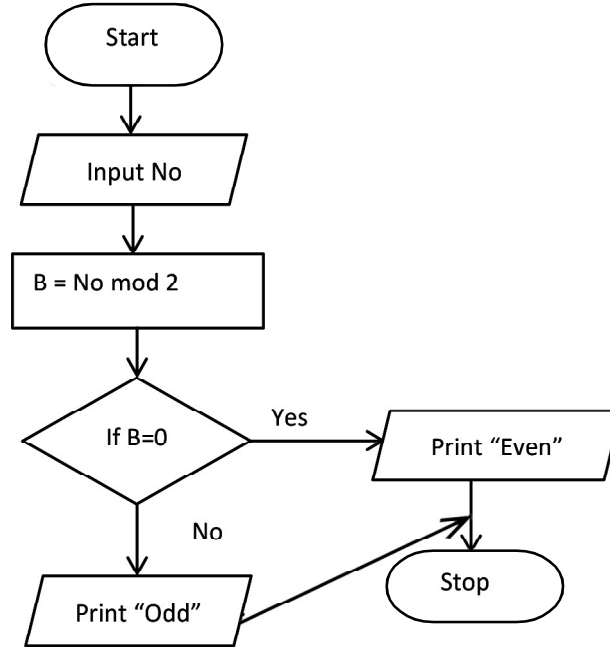 Start
Input No
B = No mod 2
If B=0
Yes
Print “Even”
No
Print “Odd”
Stop